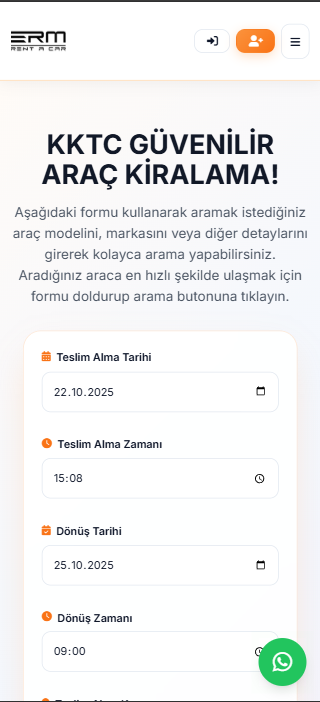 ERM
RENT A CAR
KKTC GÜVENİLİR
ARAÇ KİRALAMA!
Aşağıdaki formu kullanarak aramak istediğiniz
araç modelini, markasını veya diğer detaylarını
girerek kolayca arama yapabilirsiniz.
Aradığınız araca en hızlı şekilde ulaşmak için
formu doldurup arama butonuna tıklayın.
Teslim Alma Tarihi
22.10.2025
Teslim Alma Zamanı
15:08
Dönüş Tarihi
25.10.2025
Dönüş Zamanı
09:00